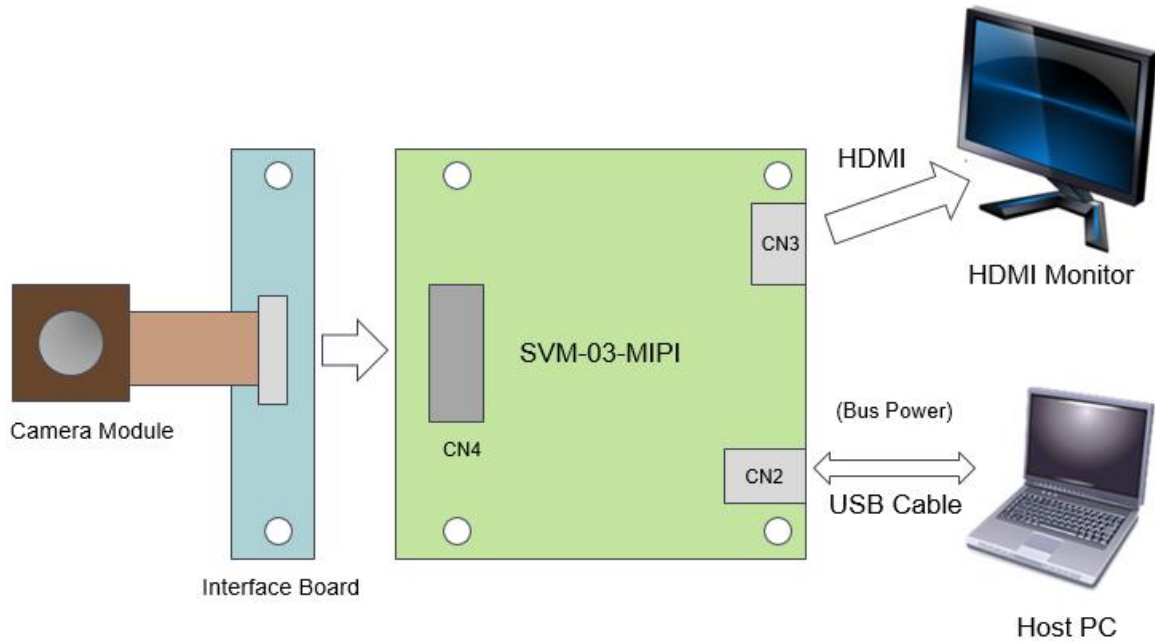 HDMI
CN3
HDMI Monitor
SVM-03-MIPI
Camera Module
CN4
(Bus Power)
CN2
USB Cable
Interface Board
Host PC